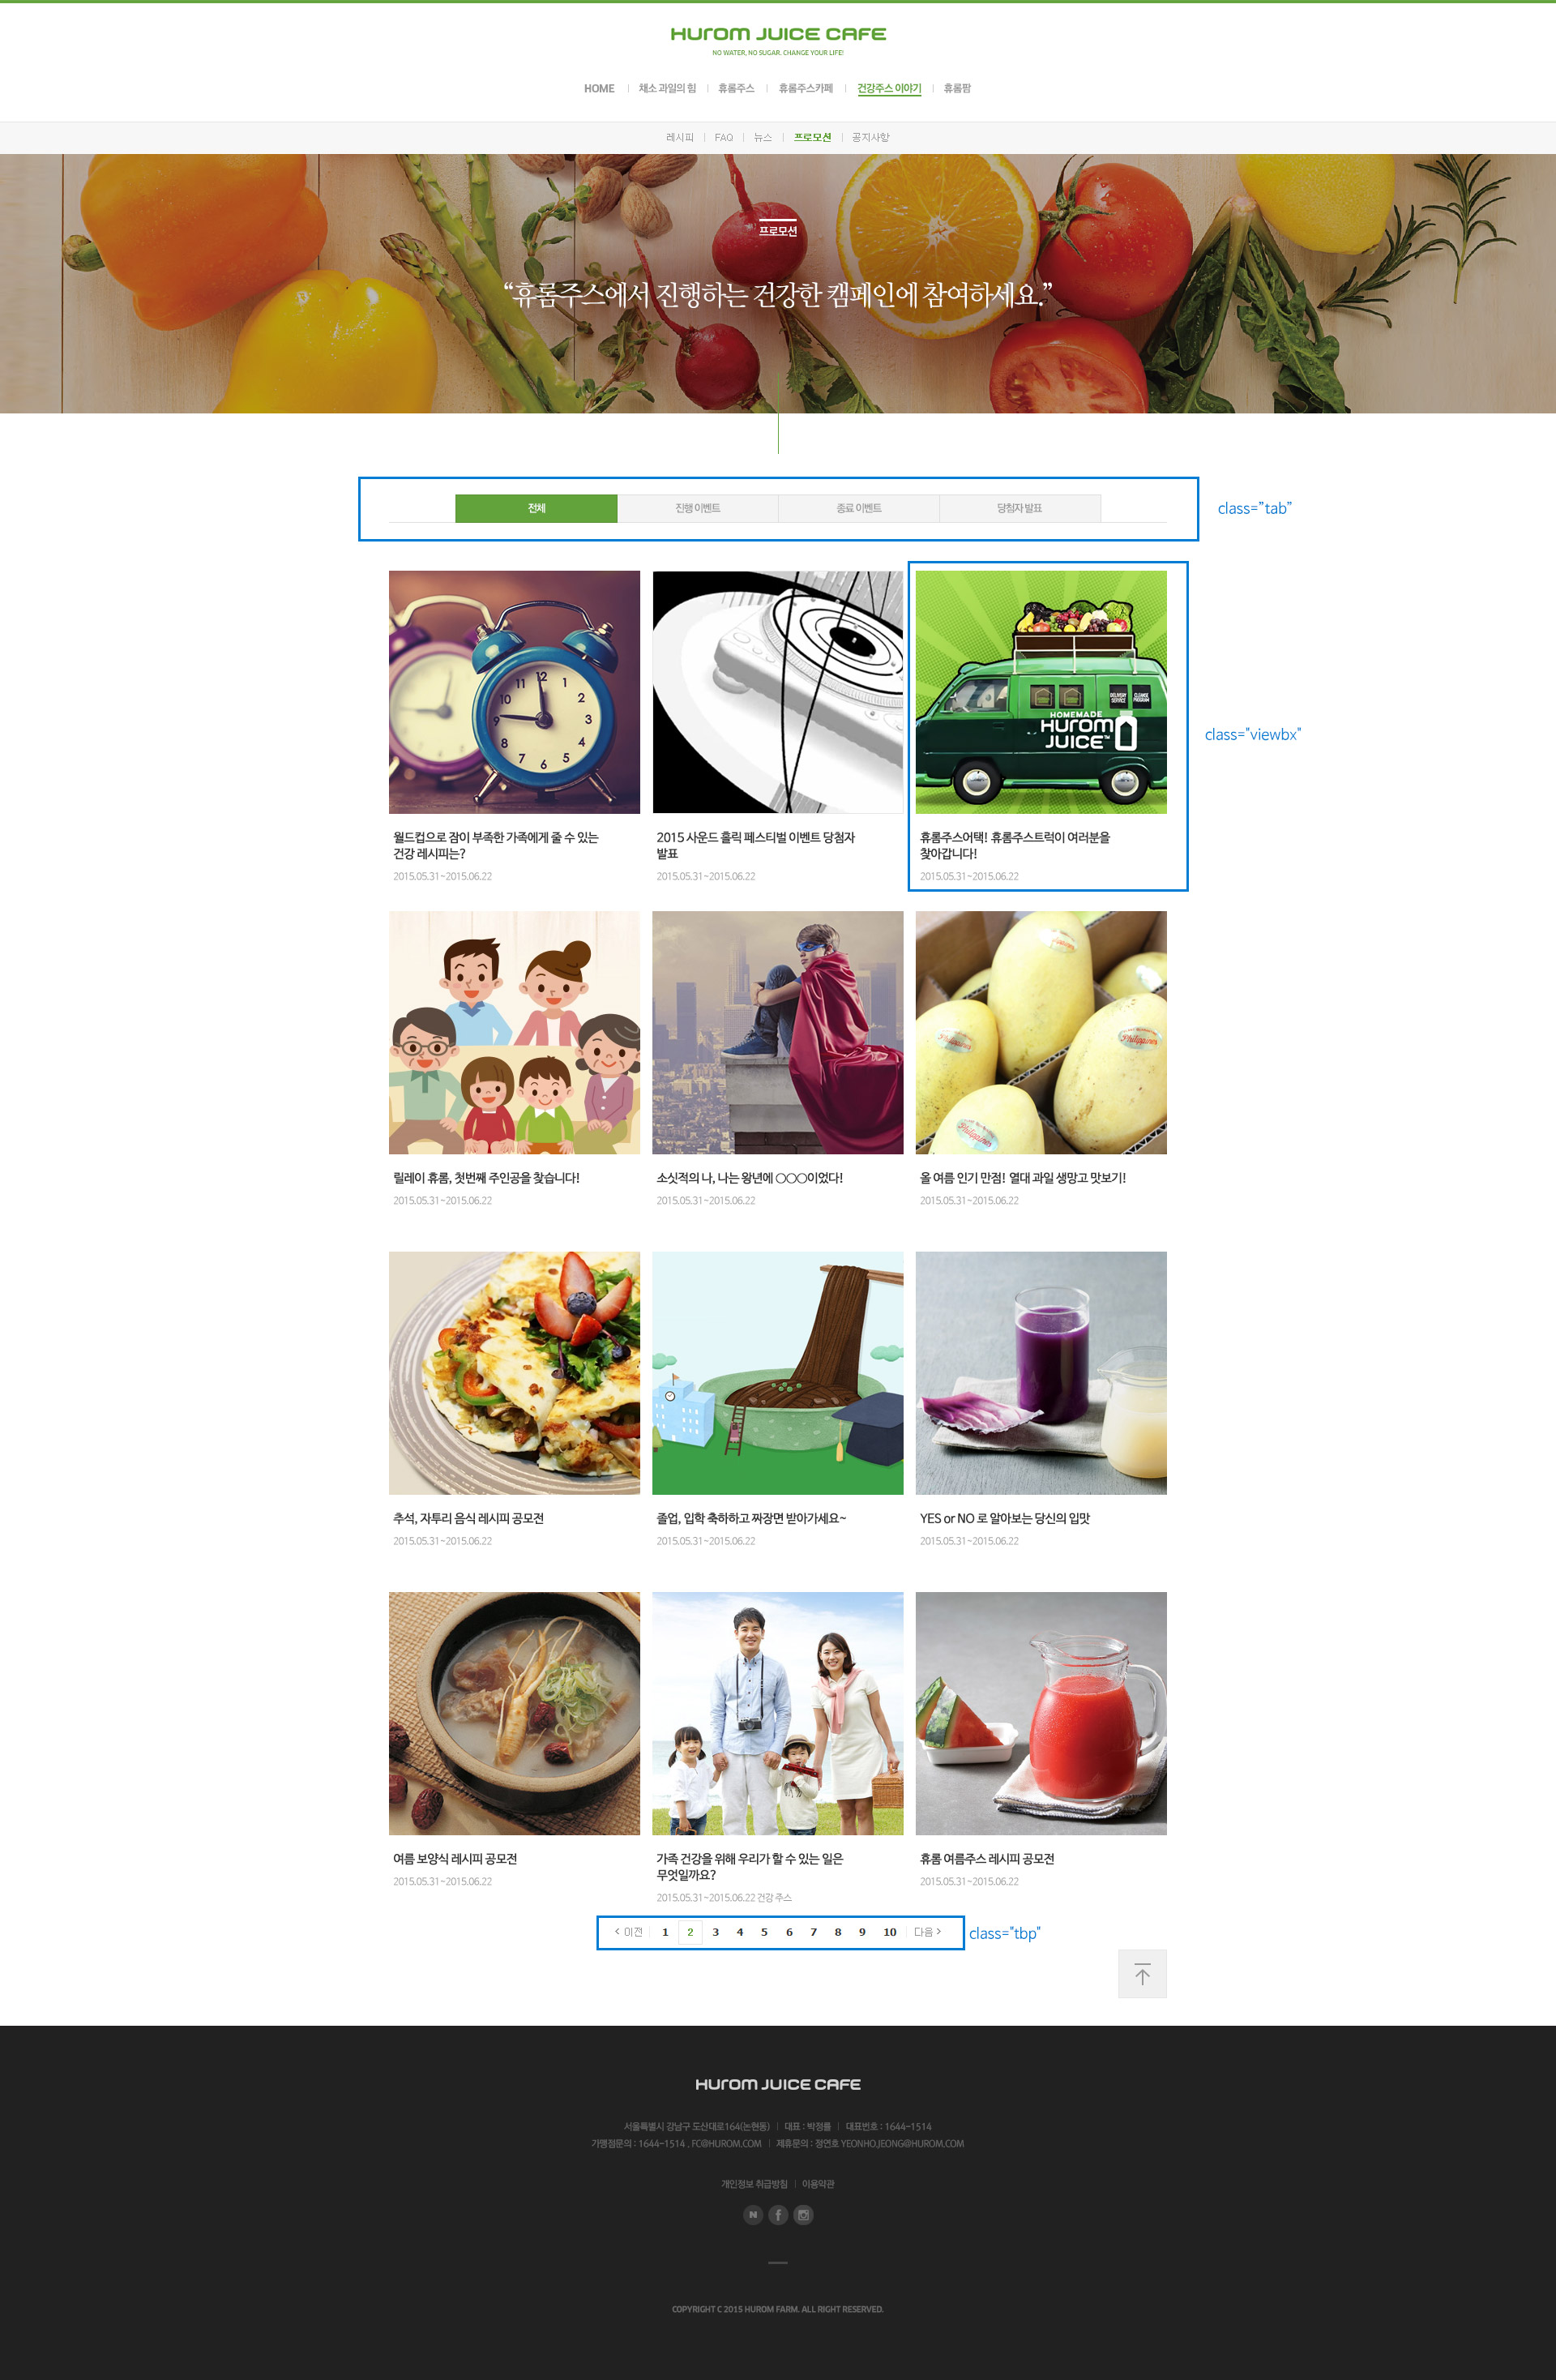 HUROM JUICE CAFE
NO WATER, NO SUGAR. CHANGE YOUR LIFE!
HOME 채소 과일의 힘 휴롬주스 휴롬주스카페 건강주스 이야기 휴롬팜
레시피 FAQ 뉴스 프로모션 공지사항
프로모션
“휴롬주스에서 진행하는 건강한 캠페인에 참여하세요.”
전체 진행 이벤트 종료 이벤트 당첨자 발표
class="tab"
DELIVERY SERVICE CLEANSE PROGRAM
HOMEMADE
HUROM
JUICE™
class="viewbx"
월드컵으로 잠이 부족한 가족에게 줄 수 있는
건강 레시피는?
2015.05.31~2015.06.22
2015 사운드 홀릭 페스티벌 이벤트 당첨자
발표
2015.05.31~2015.06.22
휴롬주스어택! 휴롬주스트럭이 여러분을
찾아갑니다!
2015.05.31~2015.06.22
Philippines
Philippines
Philippines
릴레이 휴롬, 첫번째 주인공을 찾습니다!
2015.05.31~2015.06.22
소싯적의 나, 나는 왕년에 ○○○이었다!
2015.05.31~2015.06.22
올 여름 인기 만점! 열대 과일 생망고 맛보기!
2015.05.31~2015.06.22
추석, 자투리 음식 레시피 공모전
2015.05.31~2015.06.22
졸업, 입학 축하하고 짜장면 받아가세요~
2015.05.31~2015.06.22
YES or NO 로 알아보는 당신의 입맛
2015.05.31~2015.06.22
여름 보양식 레시피 공모전
2015.05.31~2015.06.22
가족 건강을 위해 우리가 할 수 있는 일은
무엇일까요?
2015.05.31~2015.06.22 건강 주스
휴롬 여름주스 레시피 공모전
2015.05.31~2015.06.22
< 이전 1 2 3 4 5 6 7 8 9 10 다음 >
class="tbp"
HUROM JUICE CAFE
서울특별시 강남구 도산대로164(논현동) 대표 : 박정률 대표번호 : 1644-1514
가맹점문의 : 1644-1514 , FC@HUROM.COM 제휴문의 : 정연호 YEONHO.JEONG@HUROM.COM
개인정보 취급방침 이용약관
N f
COPYRIGHT C 2015 HUROM FARM. ALL RIGHT RESERVED.